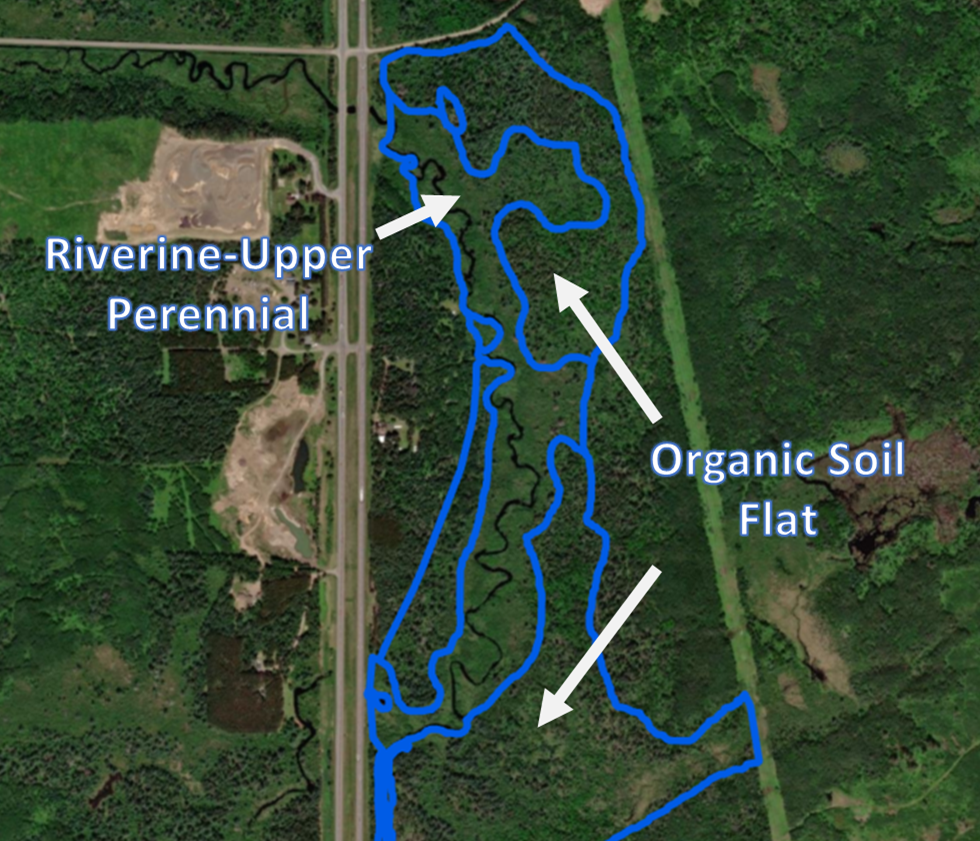 Riverine-Upper
Perennial
Organic Soil
Flat